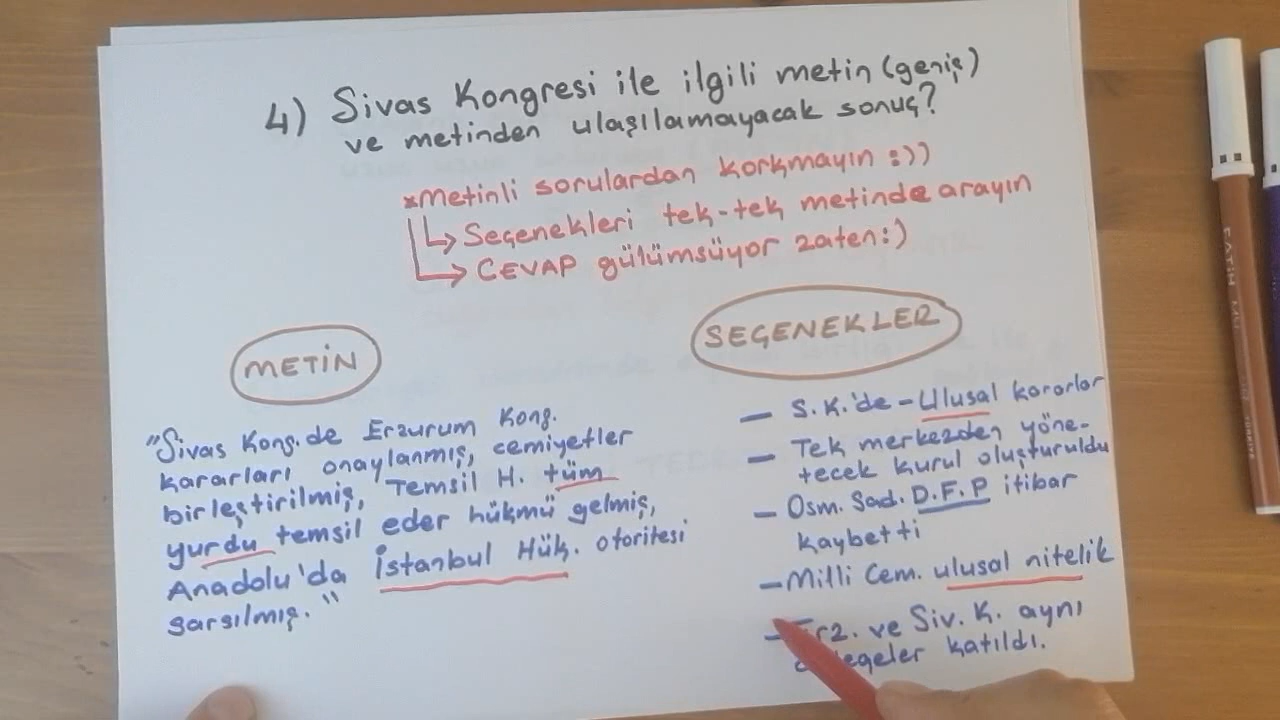 4) Sivas Kongresi ile ilgili metin (geniş)
ve metinden ulaşılamayacak sonuç?
*Metinli sorulardan korkmayın :))
Seçenekleri tek-tek metinde arayın
CEVAP gülümsüyor zaten:)
METİN
"Sivas Kong.de Erzurum Kong.
kararları onaylanmış, cemiyetler
birleştirilmiş, Temsil H. tüm
yurdu temsil eder hükmü gelmiş,
Anadolu'da İstanbul Hük. otoritesi
sarsılmış."
SEÇENEKLER
- S.K.'de - Ulusal kararlar
- Tek merkezden yöne-
tecek kurul oluşturuldu
- Osm. Sad. D.F.P itibar
kaybetti
- Milli Cem. ulusal nitelik
- Erz. ve Siv. K. aynı
katıldı.
FATİH